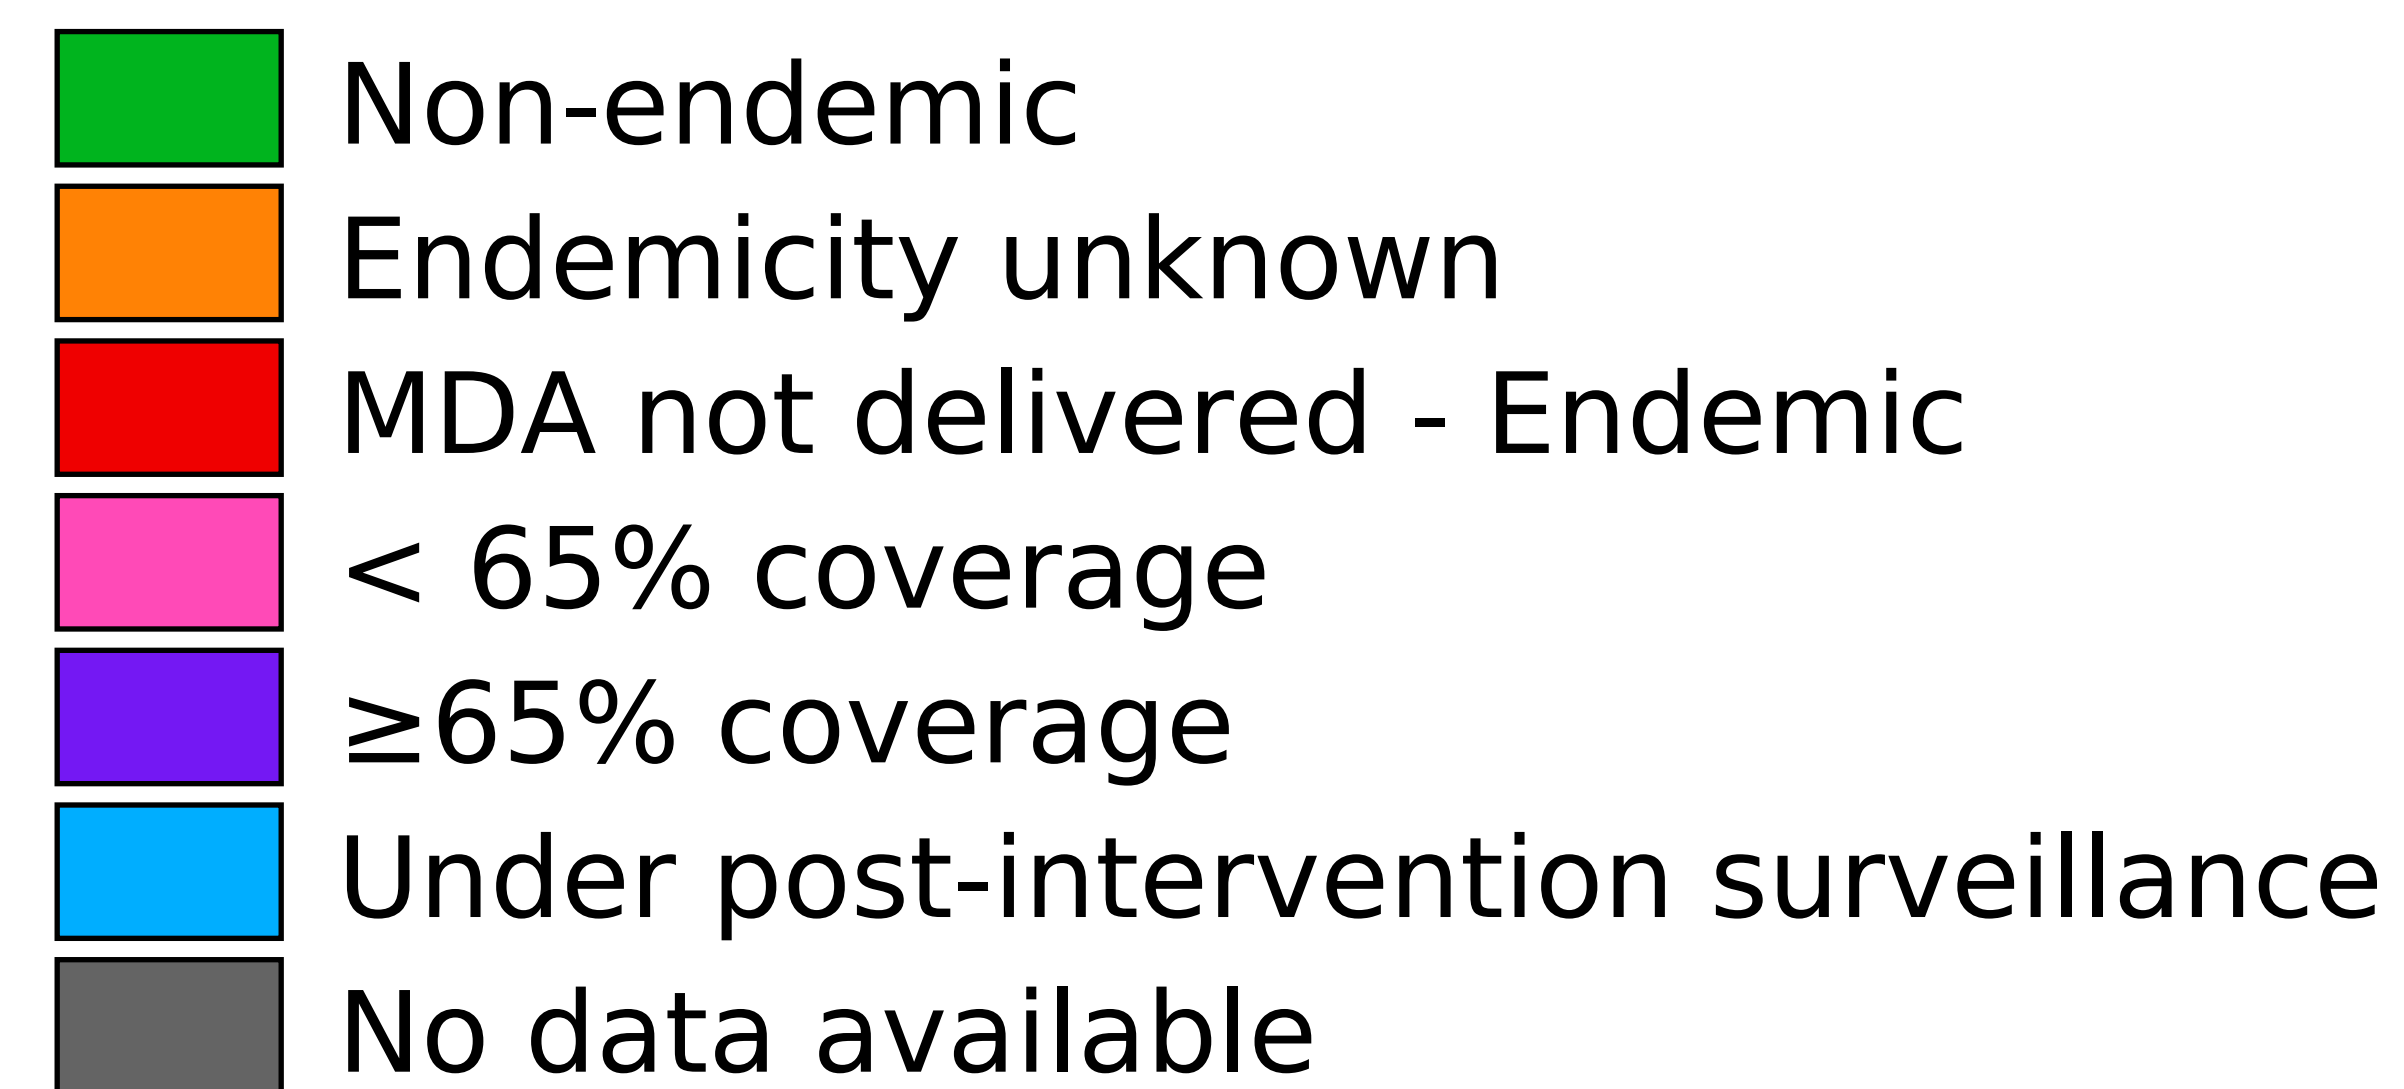 Non-endemic
Endemicity unknown
MDA not delivered - Endemic
< 65% coverage
≥65% coverage
Under post-intervention surveillance
No data available